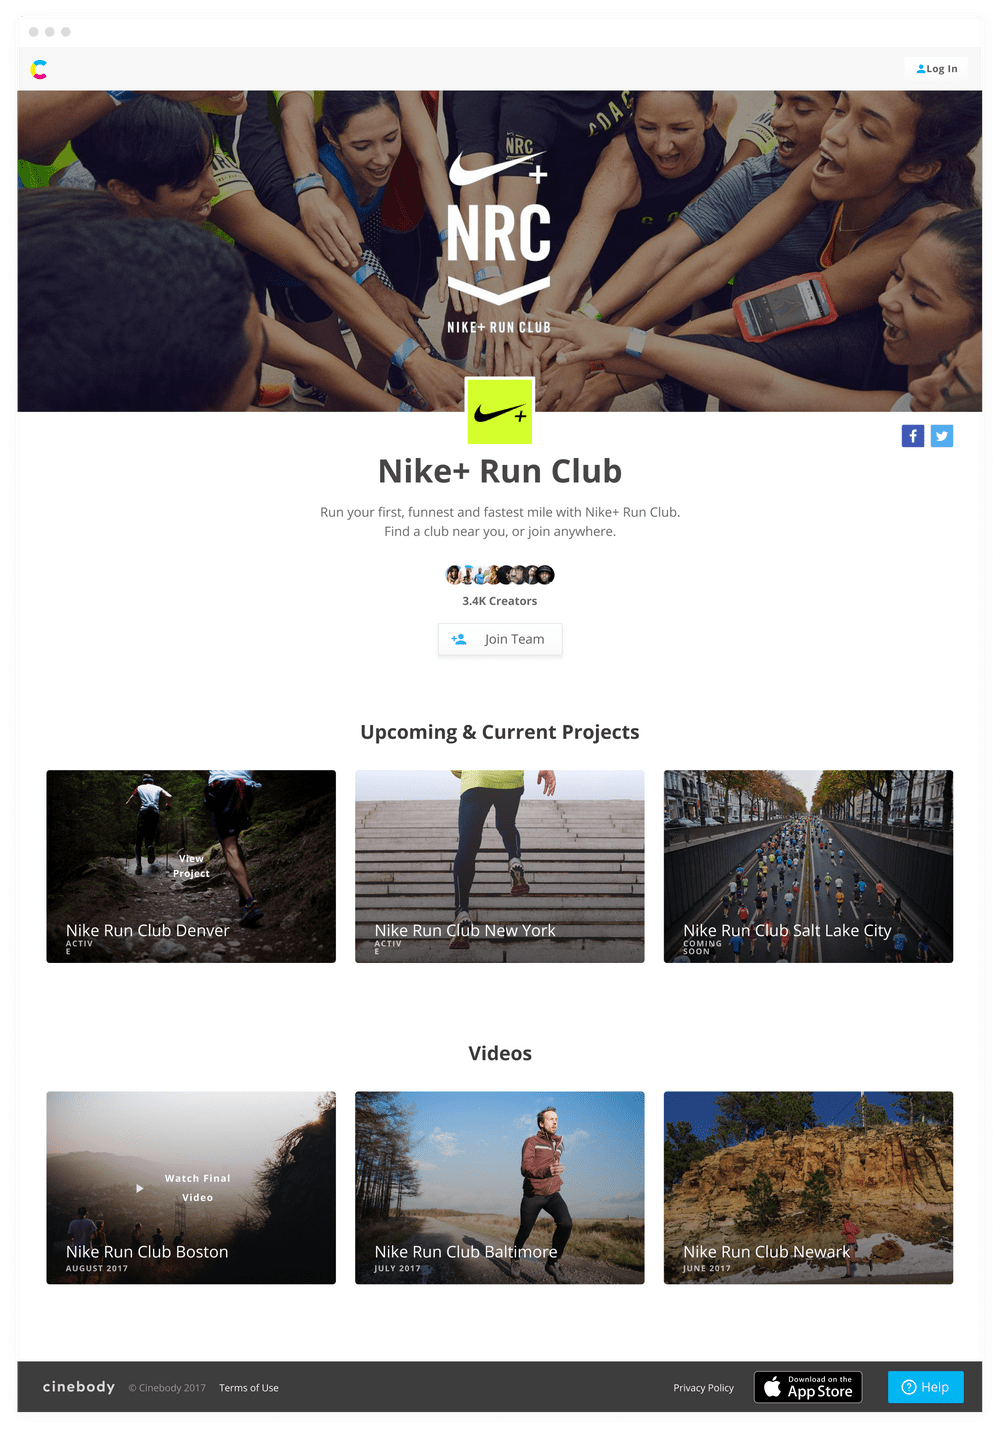 Log In
COACH
NRC
NRC
NIKE+ RUN CLUB
Nike+ Run Club
Run your first, funnest and fastest mile with Nike+ Run Club.
Find a club near you, or join anywhere.
3.4K Creators
Join Team
Upcoming & Current Projects
View
Project
Nike Run Club Denver
ACTIV
E
Nike Run Club New York
ACTIV
E
Nike Run Club Salt Lake City
COMING
SOON
Videos
Watch Final
Video
Nike Run Club Boston
AUGUST 2017
Nike Run Club Baltimore
JULY 2017
Nike Run Club Newark
JUNE 2017
cinebody © Cinebody 2017 Terms of Use Privacy Policy
Download on the
App Store
Help